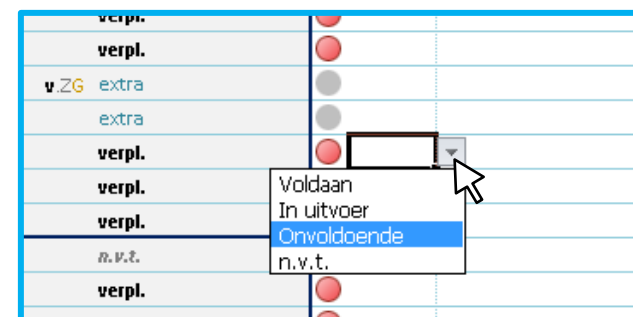 verpl.
verpl.
v.ZG extra
extra
verpl.
verpl.
verpl.
n.v.t.
verpl.
Voldaan
In uitvoer
Onvoldoende
n.v.t.